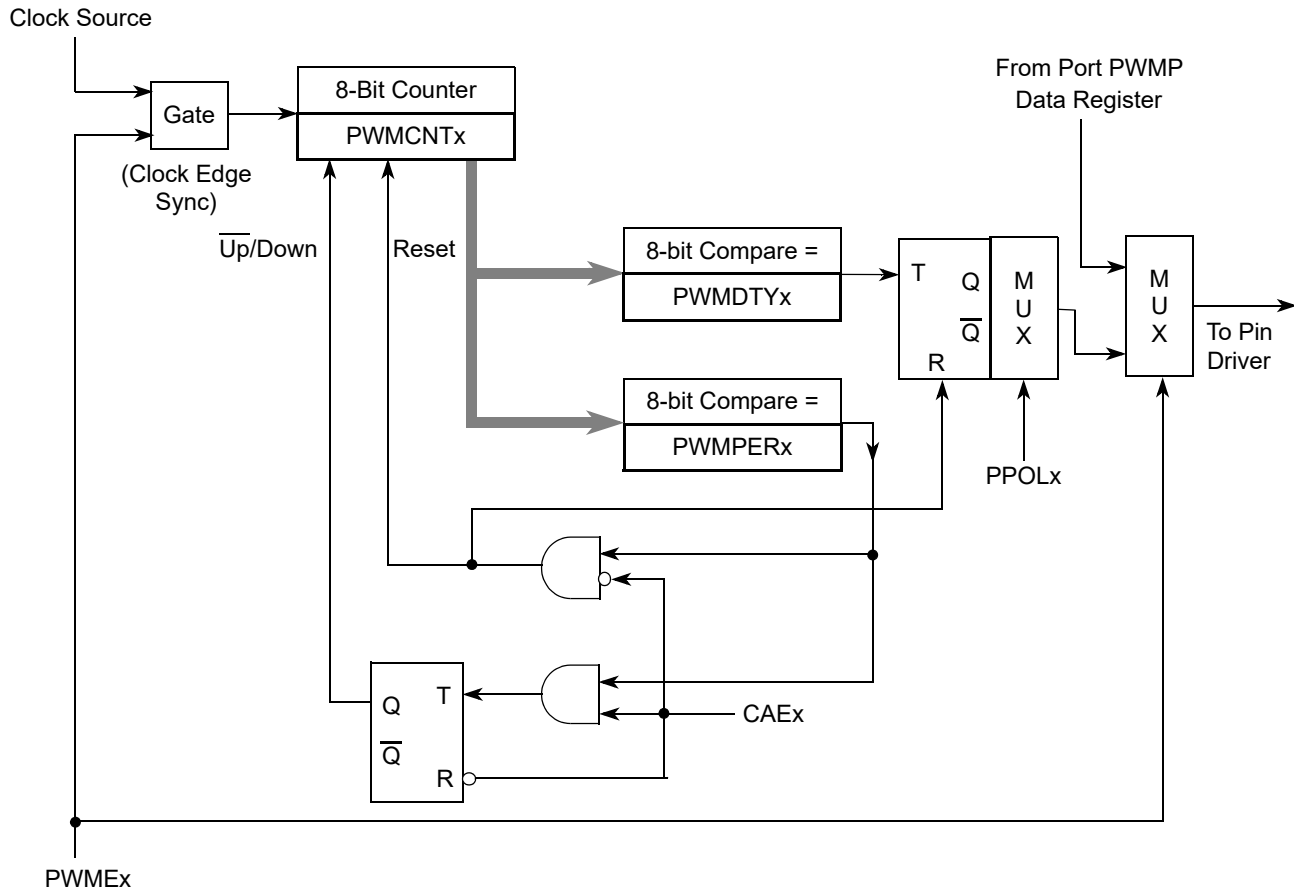 Clock Source
From Port PWMP
Data Register
8-Bit Counter
Gate
PWMCNTx
(Clock Edge
Sync)
U̅p̅/Down
Reset
8-bit Compare =
PWMDTYx
T
Q
Q̅
R
M
U
X
M
U
X
To Pin
Driver
8-bit Compare =
PWMPERx
PPOLx
Q
T
Q̅
R
CAEx
PWMEx